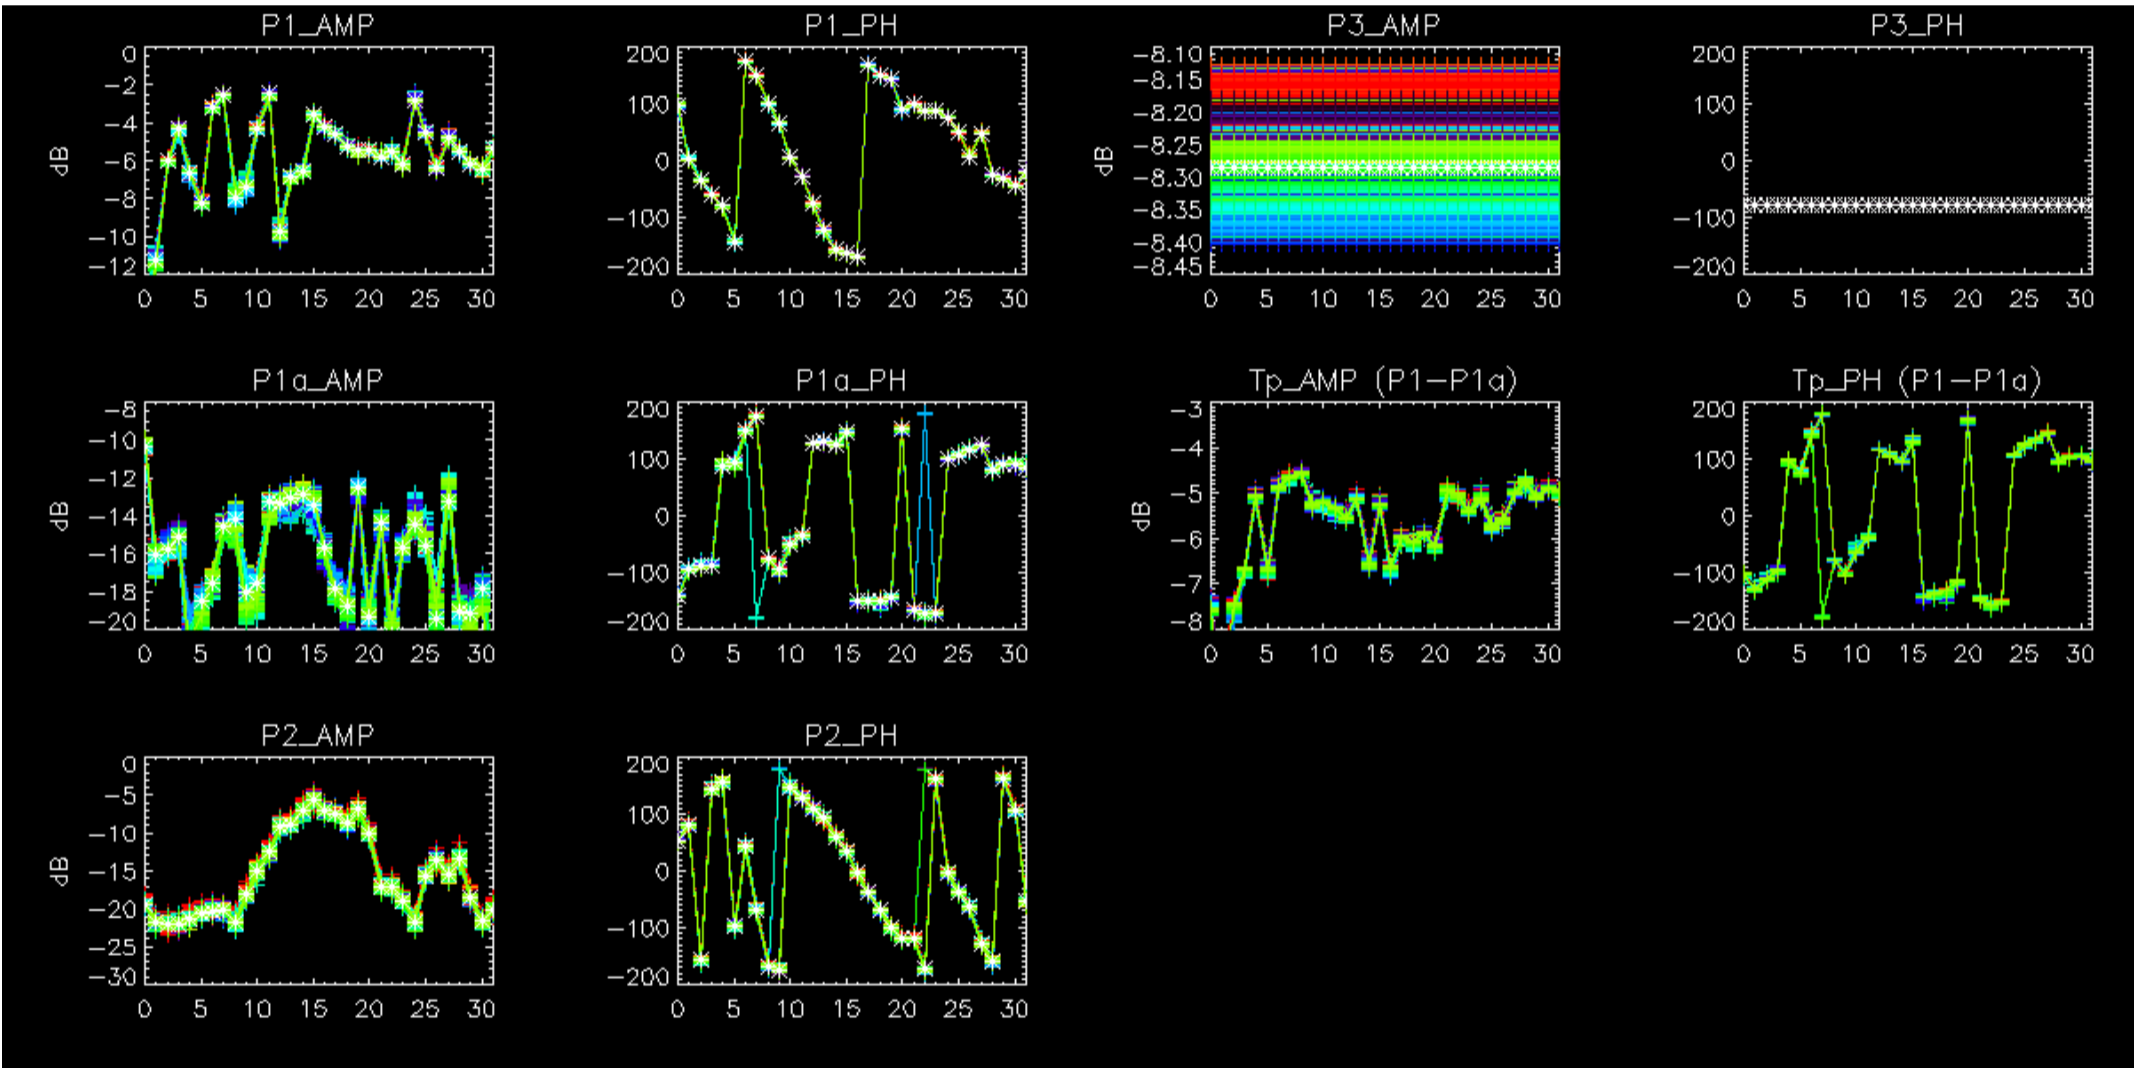 P1_AMP
dB
0
-2
-4
-6
-8
-10
-12
0 5 10 15 20 25 30
P1_PH
200
100
0
-100
-200
0 5 10 15 20 25 30
P3_AMP
dB
-8.10
-8.15
-8.20
-8.25
-8.30
-8.35
-8.40
-8.45
0 5 10 15 20 25 30
P3_PH
200
100
0
-100
-200
0 5 10 15 20 25 30
P1a_AMP
dB
-8
-10
-12
-14
-16
-18
-20
0 5 10 15 20 25 30
P1a_PH
200
100
0
-100
-200
0 5 10 15 20 25 30
Tp_AMP (P1-P1a)
dB
-3
-4
-5
-6
-7
-8
0 5 10 15 20 25 30
Tp_PH (P1-P1a)
200
100
0
-100
-200
0 5 10 15 20 25 30
P2_AMP
dB
0
-5
-10
-15
-20
-25
-30
0 5 10 15 20 25 30
P2_PH
200
100
0
-100
-200
0 5 10 15 20 25 30